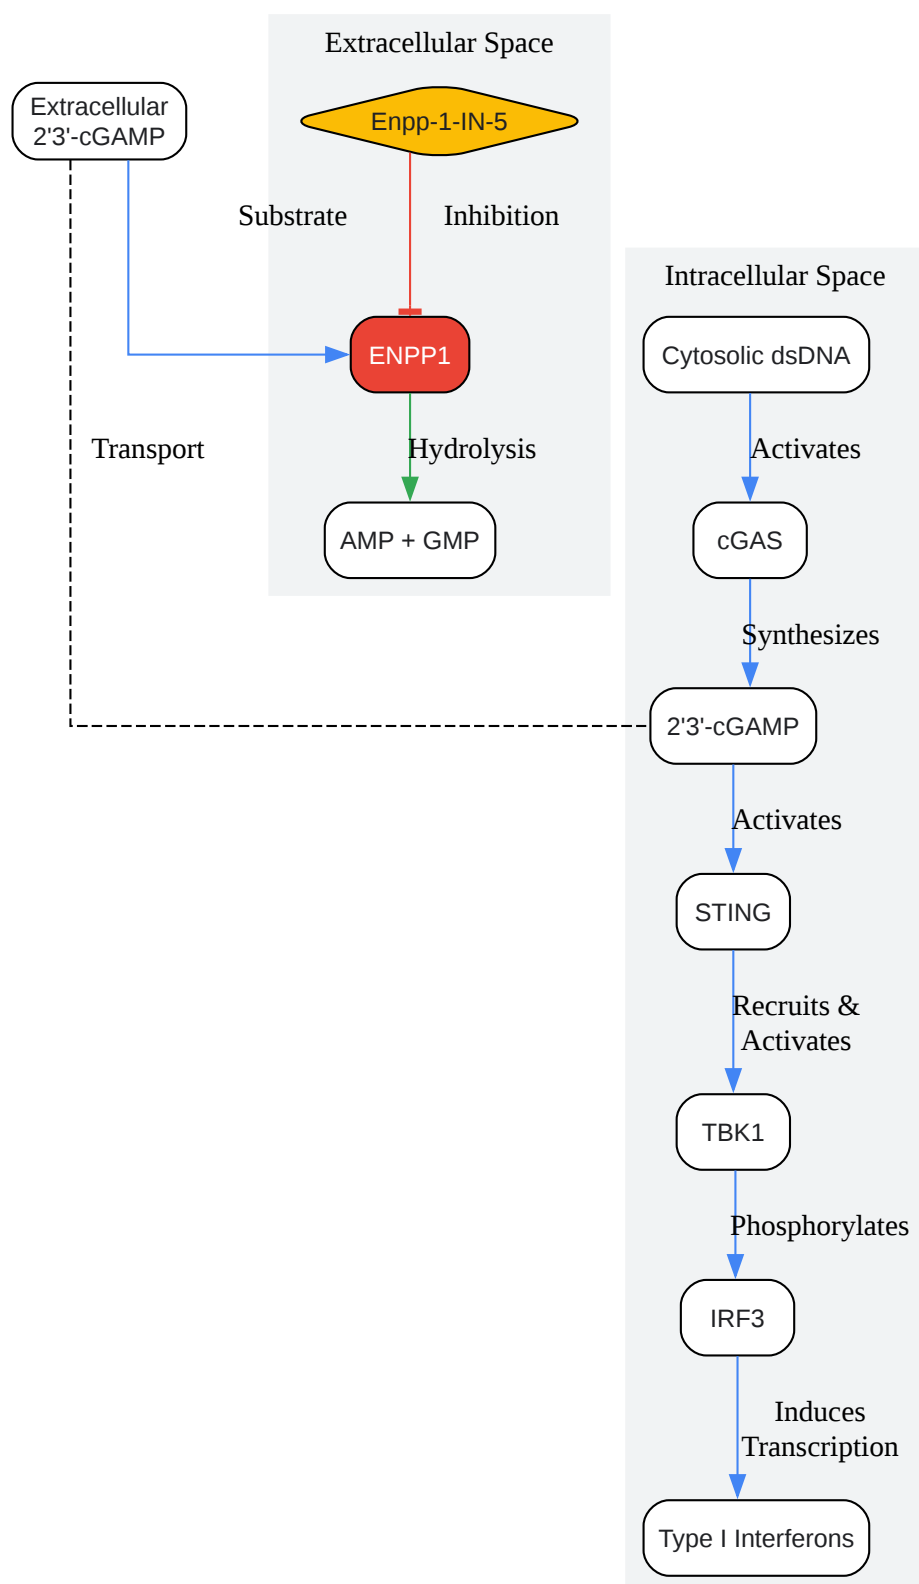 Extracellular Space
Extracellular
2'3'-cGAMP
Enpp-1-IN-5
Substrate
Inhibition
Intracellular Space
ENPP1
Cytosolic dsDNA
Transport
Hydrolysis
Activates
AMP + GMP
cGAS
Synthesizes
2'3'-cGAMP
Activates
STING
Recruits &
Activates
TBK1
Phosphorylates
IRF3
Induces
Transcription
Type I Interferons